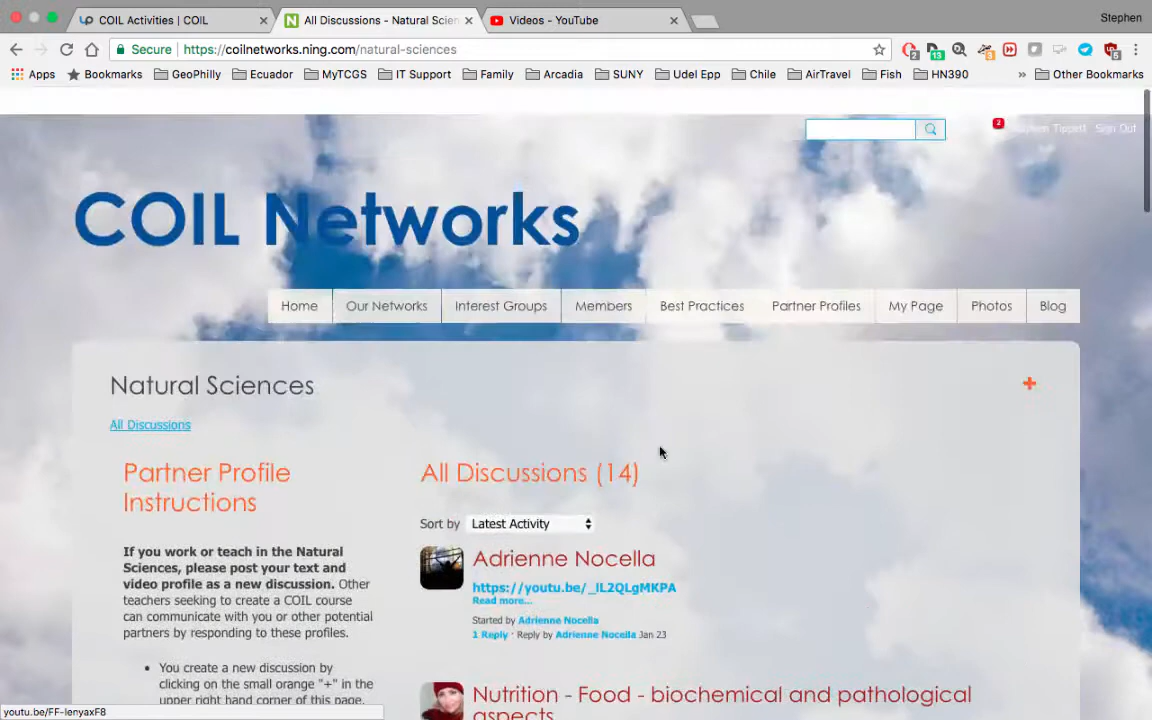 COIL Activities | COIL
All Discussions - Natural Scien
Videos - YouTube
Stephen
Secure
https://coilnetworks.ning.com/natural-sciences
2
13
3
5
Apps
Bookmarks
GeoPhilly
Ecuador
MyTCGS
IT Support
Family
Arcadia
SUNY
Udel Epp
Chile
AirTravel
Fish
HN390
»
Other Bookmarks
2
Stephen Tippett
Sign Out
COIL Networks
Home
Our Networks
Interest Groups
Members
Best Practices
Partner Profiles
My Page
Photos
Blog
Natural Sciences
+
All Discussions
Partner Profile
Instructions
If you work or teach in the Natural
Sciences, please post your text and
video profile as a new discussion. Other
teachers seeking to create a COIL course
can communicate with you or other potential
partners by responding to these profiles.
• You create a new discussion by
clicking on the small orange "+" in the
upper right hand corner of this page.
All Discussions (14)
Sort by Latest Activity
Adrienne Nocella
https://youtu.be/_lL2QLgMKPA
Read more...
Started by Adrienne Nocella
1 Reply · Reply by Adrienne Nocella Jan 23
Nutrition - Food - biochemical and pathological
aspects
youtu.be/FF-lenyaxF8